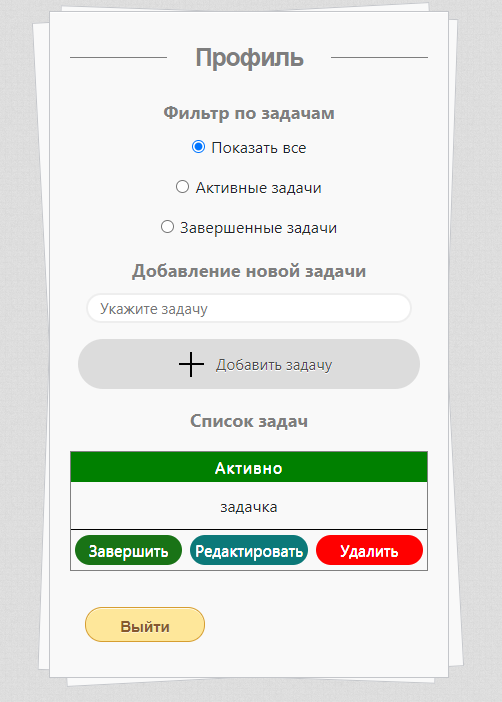 Профиль
Фильтр по задачам
Показать все
Активные задачи
Завершенные задачи
Добавление новой задачи
Укажите задачу
Добавить задачу
Список задач
Активно
задачка
Завершить Редактировать Удалить
Выйти